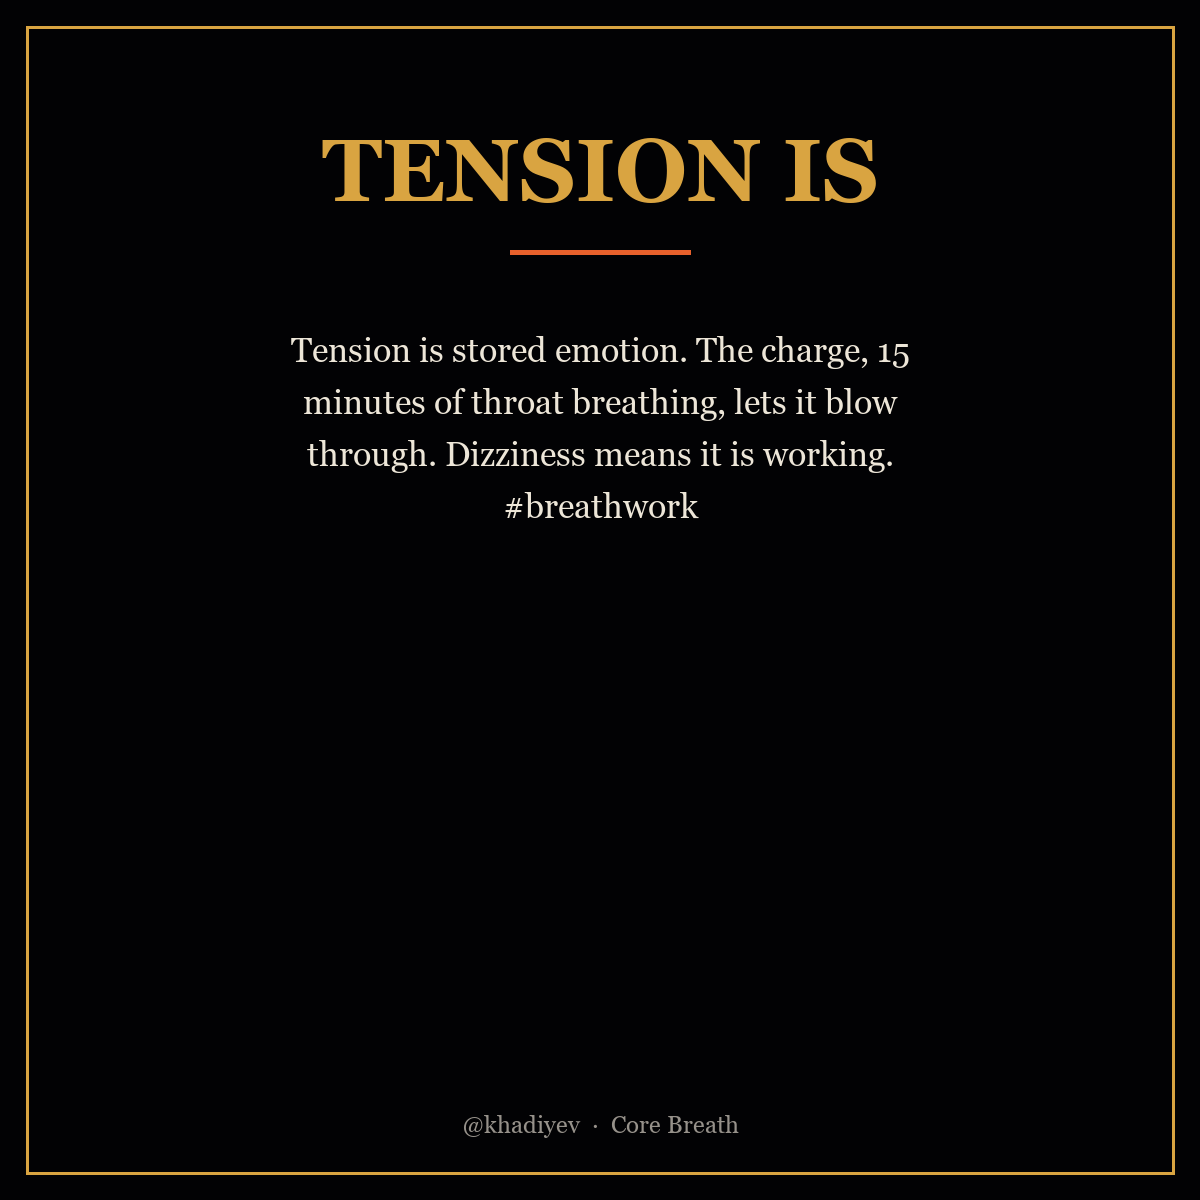 TENSION IS
Tension is stored emotion. The charge, 15
minutes of throat breathing, lets it blow
through. Dizziness means it is working.
#breathwork
@khadiyev · Core Breath